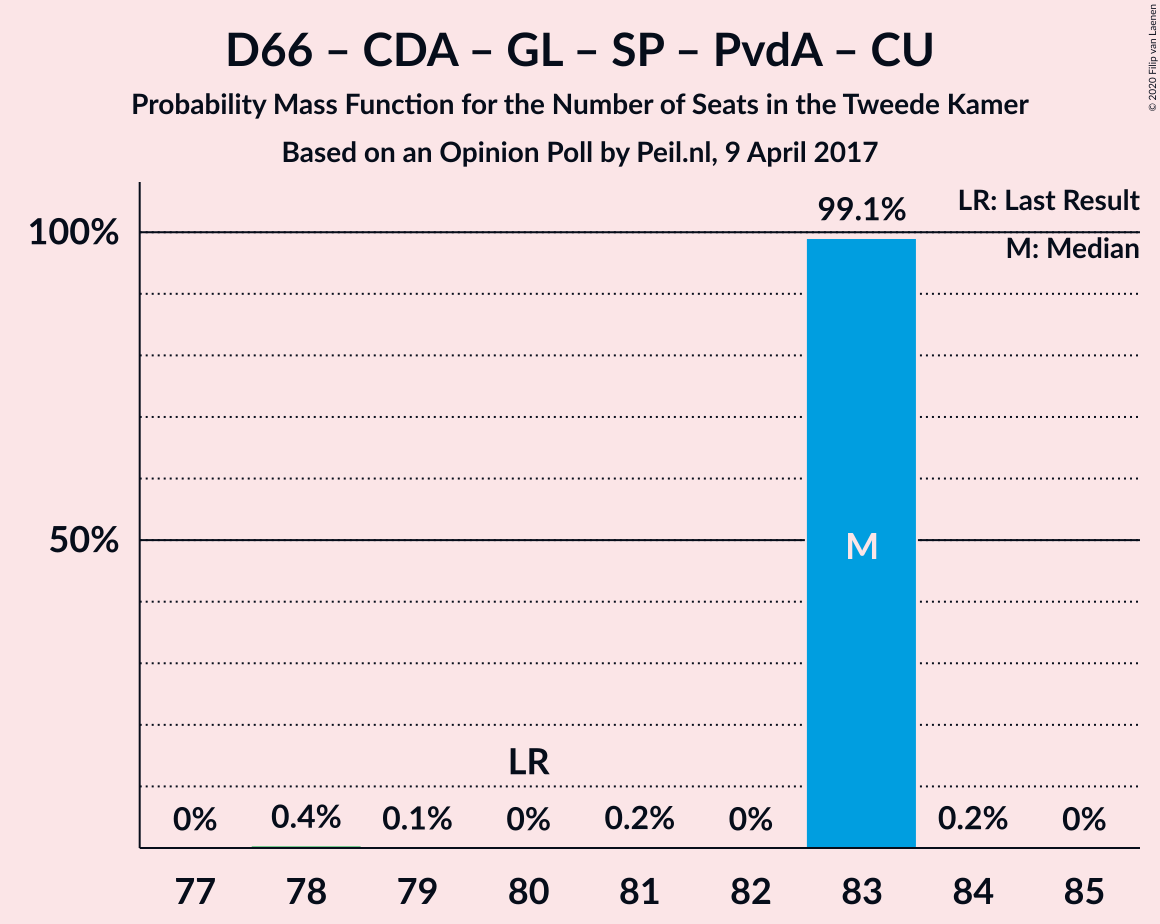 D66 – CDA – GL – SP – PvdA – CU
Probability Mass Function for the Number of Seats in the Tweede Kamer
Based on an Opinion Poll by Peil.nl, 9 April 2017
© 2020 Filip van Laenen
LR: Last Result
M: Median
100%
50%
99.1%
M
LR
0%
0.4%
0.1%
0%
0.2%
0%
0.2%
0%
77
78
79
80
81
82
83
84
85